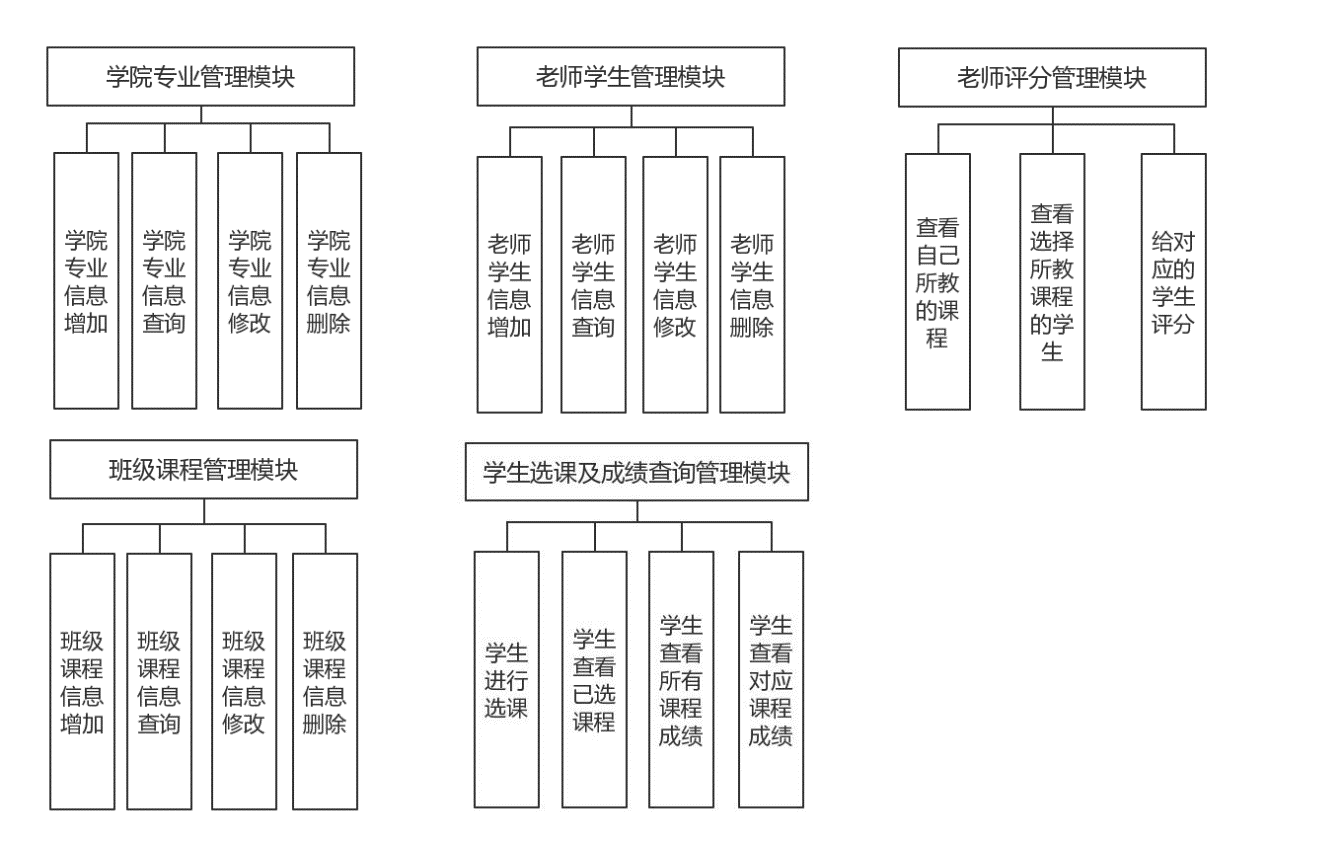 学院专业管理模块
学院
专业
信息
增加
学院
专业
信息
查询
学院
专业
信息
修改
学院
专业
信息
删除
老师学生管理模块
老师
学生
信息
增加
老师
学生
信息
查询
老师
学生
信息
修改
老师
学生
信息
删除
老师评分管理模块
查看
自己
所教
的课
程
查看
选择
所教
课程
的学
生
给对
应的
学生
评分
班级课程管理模块
班级
课程
信息
增加
班级
课程
信息
查询
班级
课程
信息
修改
班级
课程
信息
删除
学生选课及成绩查询管理模块
学生
进行
选课
学生
查看
已选
课程
学生
查看
所有
课程
成绩
学生
查看
对应
课程
成绩